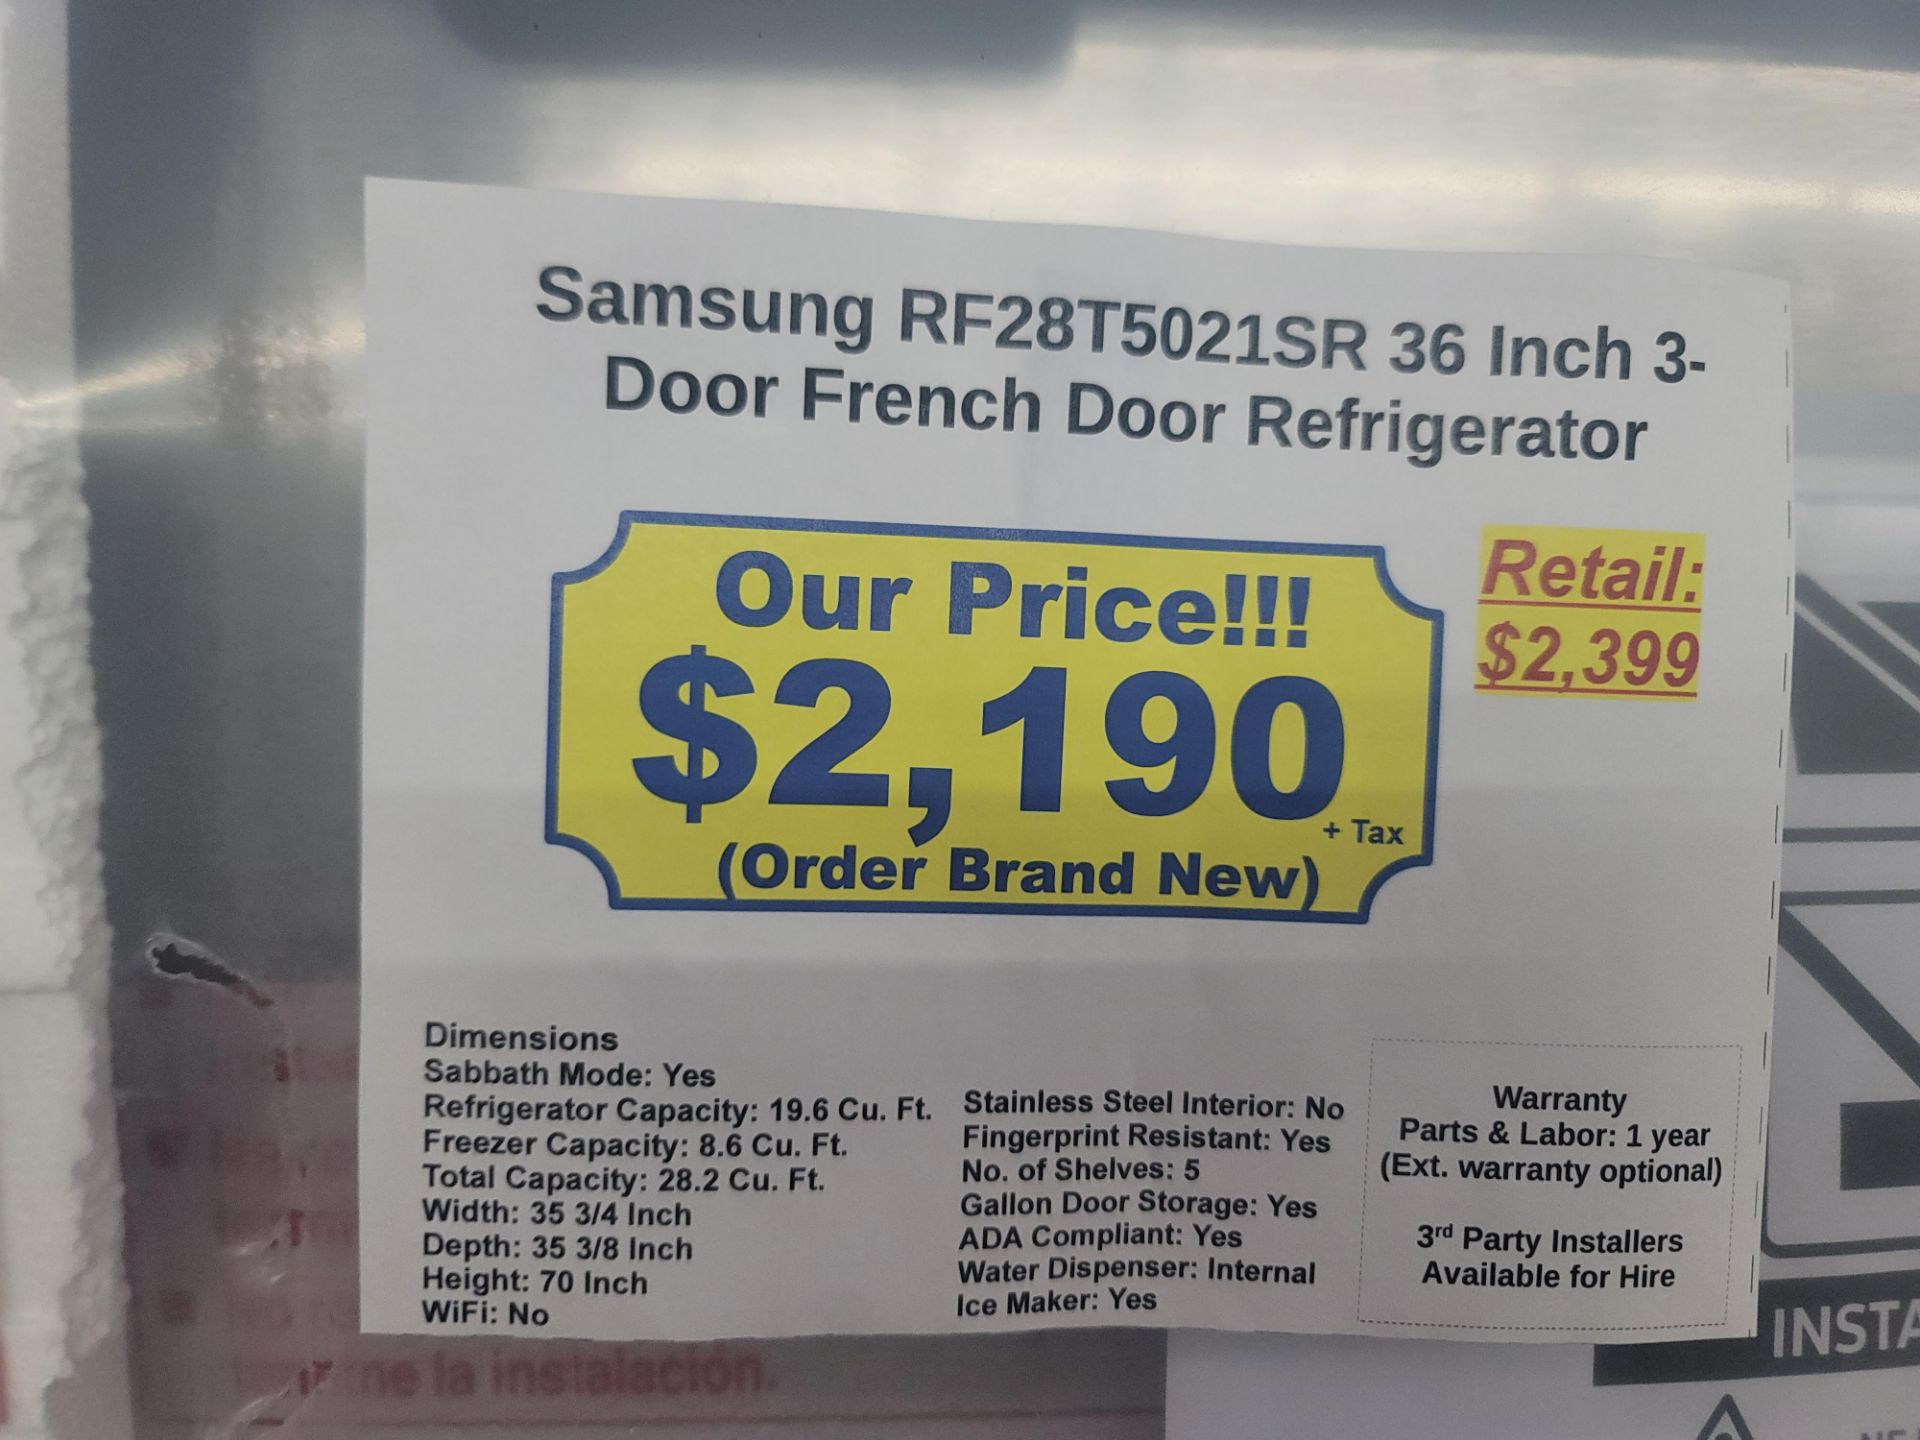 Samsung RF28T5021SR 36 Inch 3-
Door French Door Refrigerator
Our Price!!!
$2,190
+ Tax
(Order Brand New)
Retail:
$2,399
Dimensions
Sabbath Mode: Yes
Refrigerator Capacity: 19.6 Cu. Ft.
Freezer Capacity: 8.6 Cu. Ft.
Total Capacity: 28.2 Cu. Ft.
Width: 35 3/4 Inch
Depth: 35 3/8 Inch
Height: 70 Inch
WiFi: No
Stainless Steel Interior: No
Fingerprint Resistant: Yes
No. of Shelves: 5
Gallon Door Storage: Yes
ADA Compliant: Yes
Water Dispenser: Internal
Ice Maker: Yes
Warranty
Parts & Labor: 1 year
(Ext. warranty optional)
3rd Party Installers
Available for Hire
la instalación.
INSTA